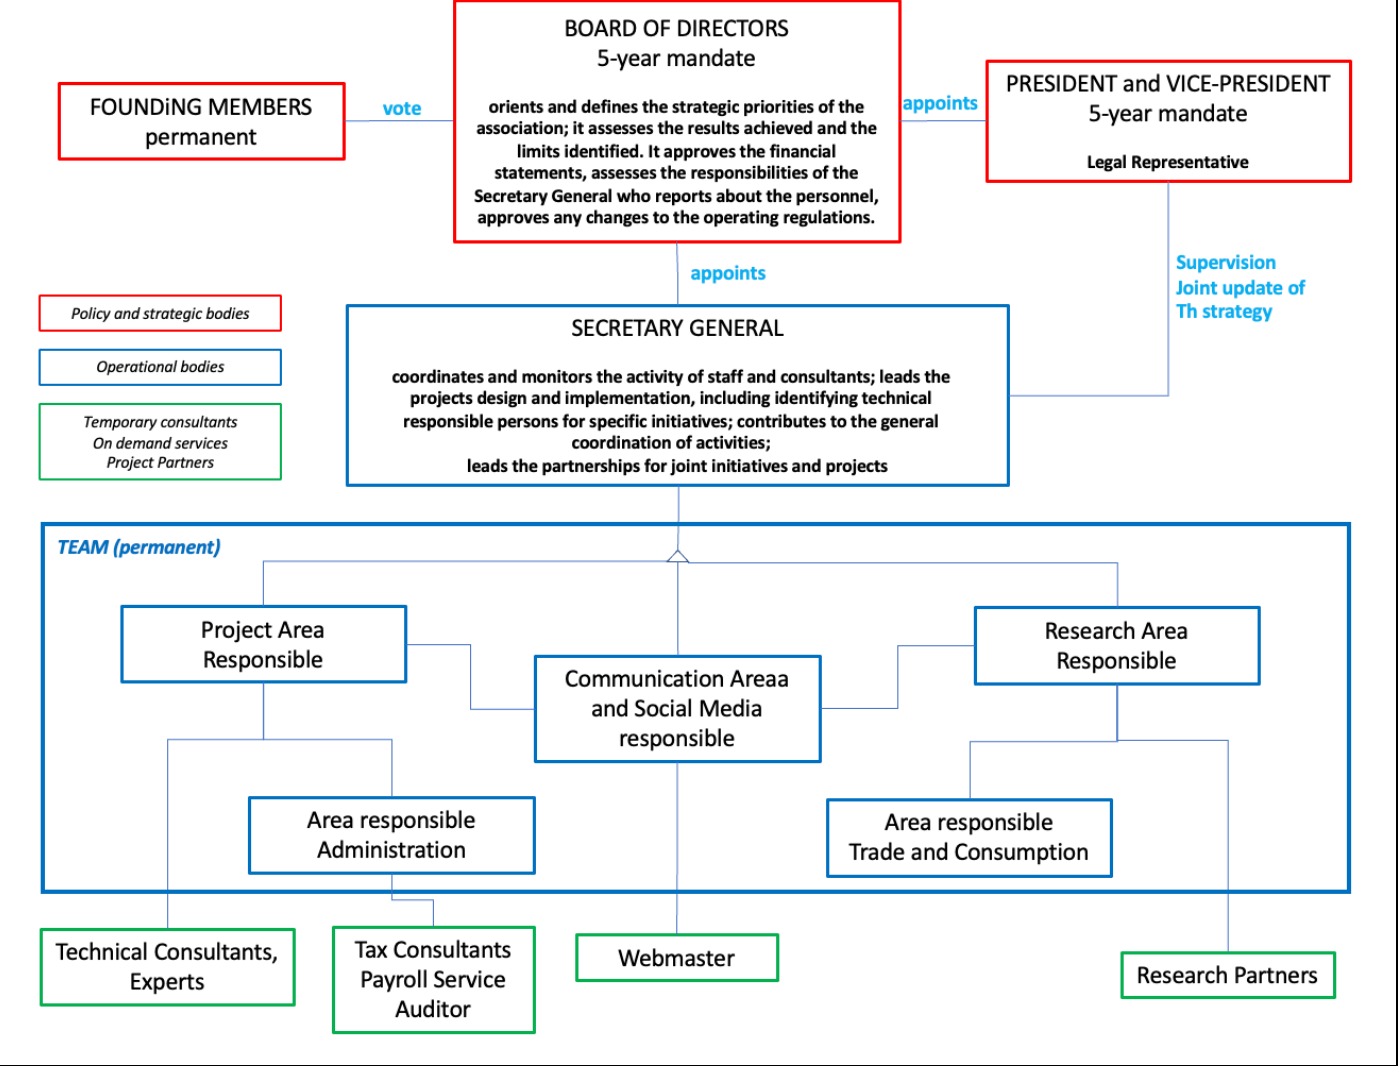 BOARD OF DIRECTORS
5-year mandate
orients and defines the strategic priorities of the
association; it assesses the results achieved and the
limits identified. It approves the financial
statements, assesses the responsibilities of the
Secretary General who reports about the personnel,
approves any changes to the operating regulations.
FOUNDiNG MEMBERS
permanent
vote
appoints
PRESIDENT and VICE-PRESIDENT
5-year mandate
Legal Representative
appoints
Supervision
Joint update of
Th strategy
Policy and strategic bodies
Operational bodies
Temporary consultants
On demand services
Project Partners
SECRETARY GENERAL
coordinates and monitors the activity of staff and consultants; leads the
projects design and implementation, including identifying technical
responsible persons for specific initiatives; contributes to the general
coordination of activities;
leads the partnerships for joint initiatives and projects
TEAM (permanent)
Project Area
Responsible
Communication Areaa
and Social Media
responsible
Research Area
Responsible
Area responsible
Administration
Area responsible
Trade and Consumption
Technical Consultants,
Experts
Tax Consultants
Payroll Service
Auditor
Webmaster
Research Partners